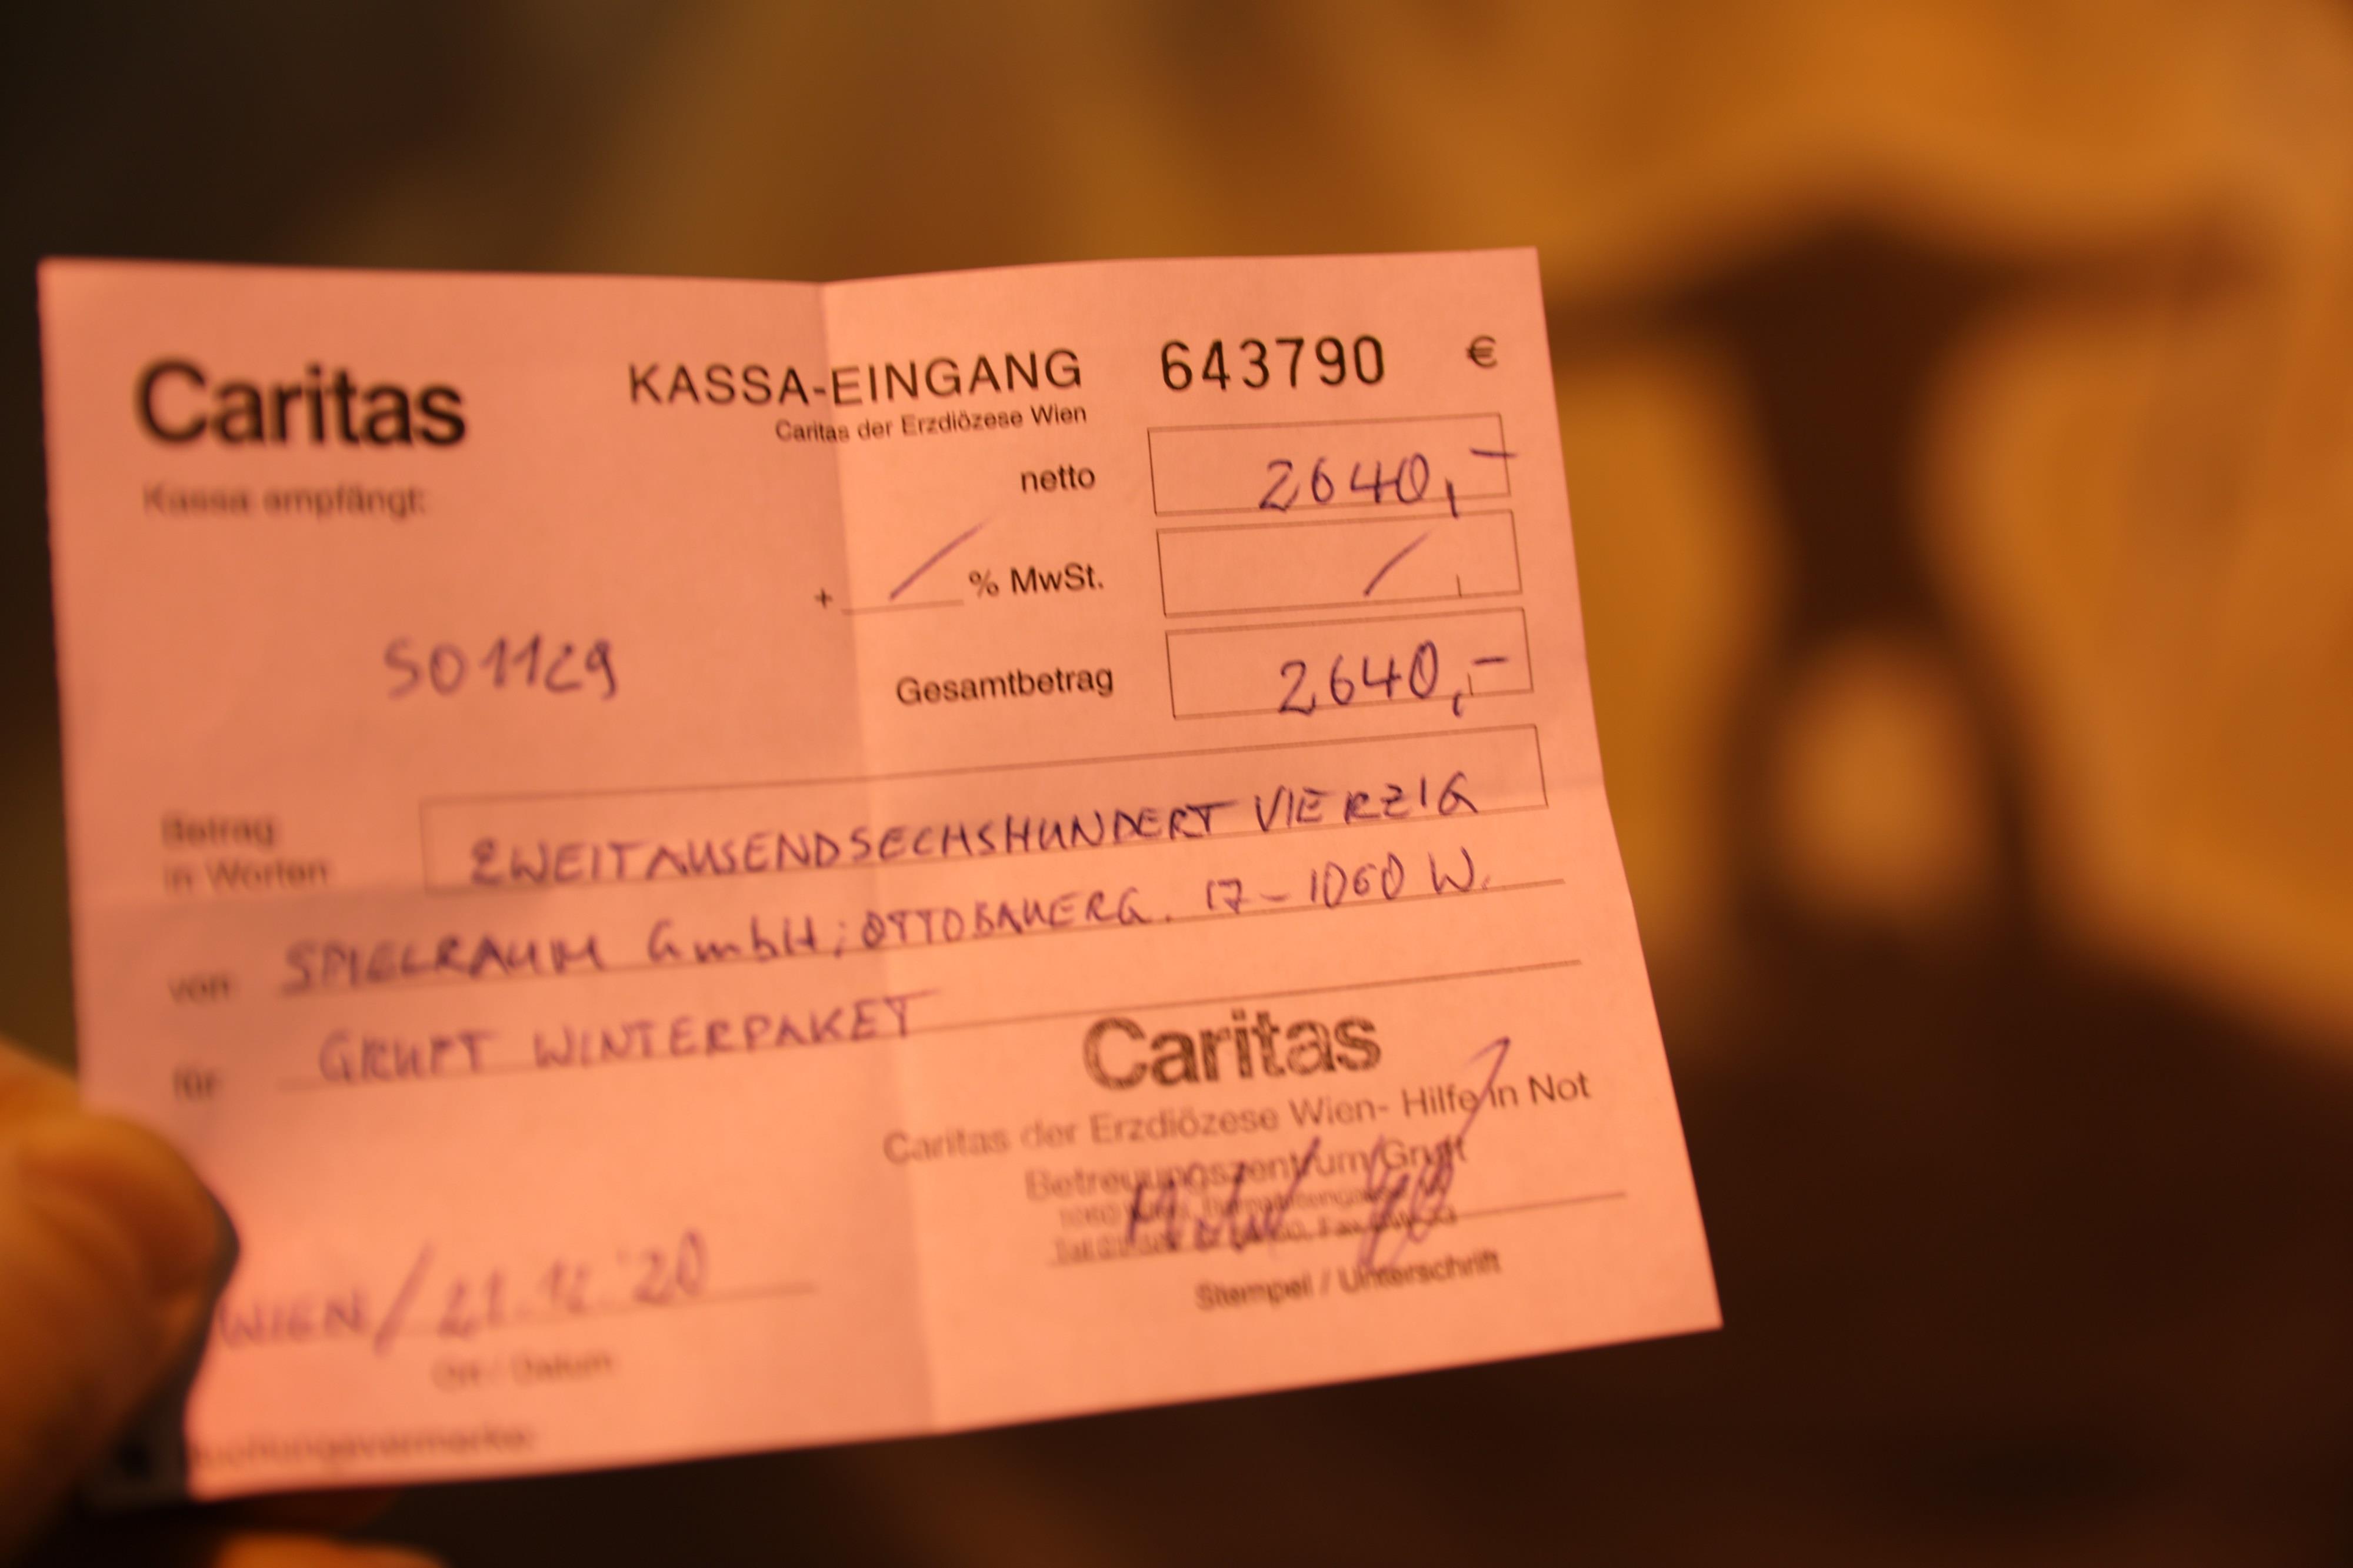 Caritas
KASSA-EINGANG 643790 €
Caritas der Erzdiözese Wien
Kassa empfängt:
netto 2640,-
+ / % MwSt. /
SO1129
Gesamtbetrag 2640,-
Betrag
in Worten
ZWEITAUSENDSECHSHUNDERT VIERZIG
von SPIELRAUM GmbH; OTTOBAUERG. 17-1060 W.
für GRUFT WINTERPAKET
Caritas
Caritas der Erzdiözese Wien- Hilfe in Not
Betreuungszentrum Gruft
WIEN / 21.12.'20
Ort / Datum
Stempel / Unterschrift
Buchungsvermerke: